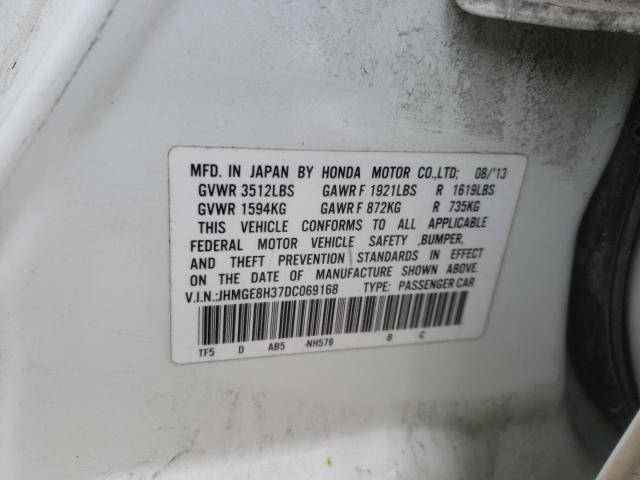 MFD. IN JAPAN BY HONDA MOTOR CO.,LTD; 08/'13
GVWR 3512LBS GAWR F 1921LBS R 1619LBS
GVWR 1594KG GAWR F 872KG R 735KG
THIS VEHICLE CONFORMS TO ALL APPLICABLE
FEDERAL MOTOR VEHICLE SAFETY ,BUMPER,
AND THEFT PREVENTION STANDARDS IN EFFECT
ON THE DATE OF MANUFACTURE SHOWN ABOVE.
V.I.N.:JHMGE8H37DC069168 TYPE: PASSENGER CAR
TF5 D AB5 -NH578 -B C